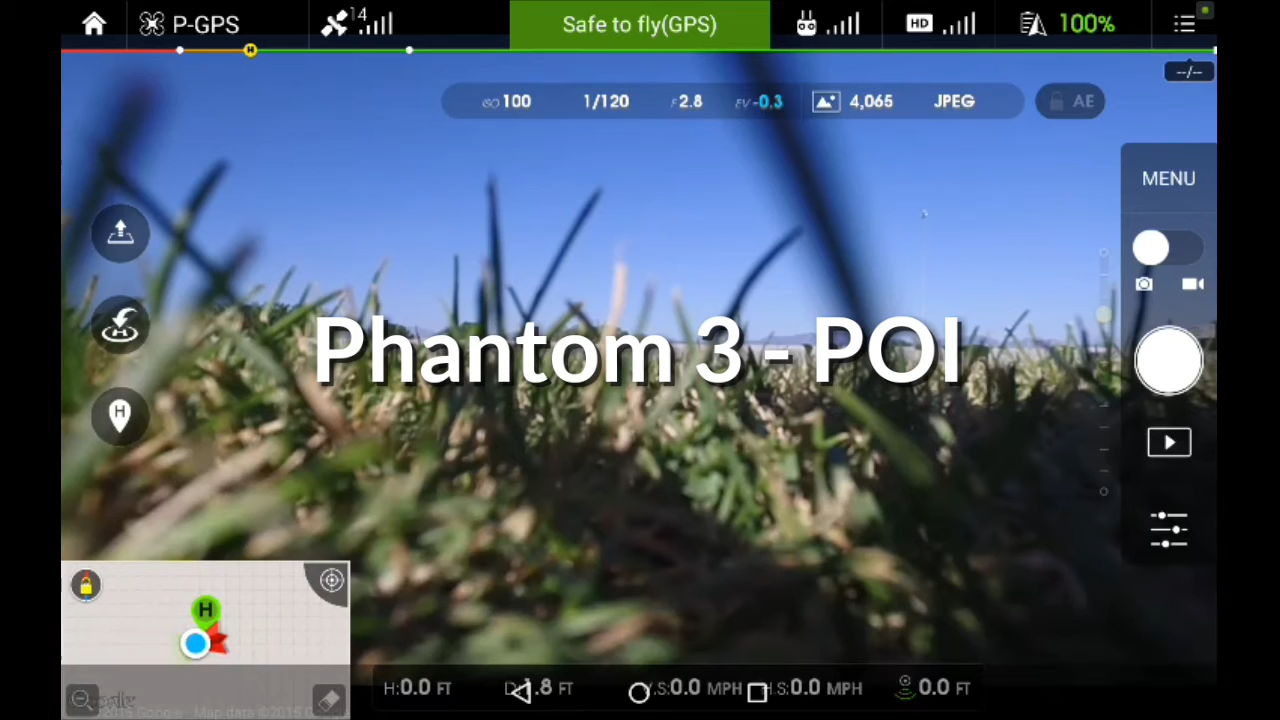 P-GPS 14 Safe to fly(GPS) HD 100%
H
--/--
ISO 100 1/120 F 2.8 EV -0.3 4,065 JPEG AE
MENU
Phantom 3 - POI
H
H
H:0.0 FT 1.8 FT V.S:0.0 MPH H.S:0.0 MPH 0.0 FT